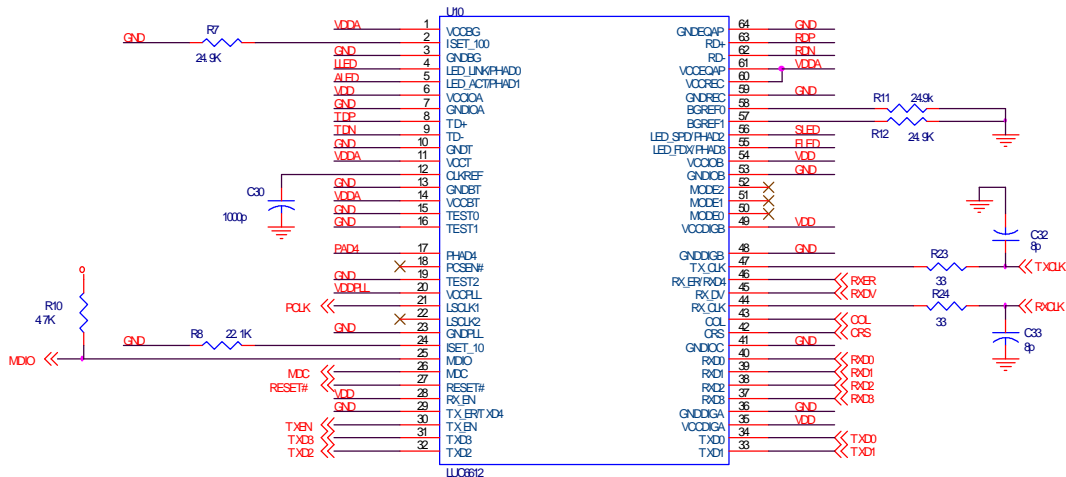 U10
VDDA 1 VCCBG
GND R7 24.9K 2 ISET_100
GND 3 GNDBG
LLED 4 LED_LINK/PHAD0
ALED 5 LED_ACT/PHAD1
VDD 6 VCCIOA
GND 7 GNDIOA
TDP 8 TD+
TDN 9 TD-
GND 10 GNDT
VDDA 11 VCCT
12 CLKREF
C30
1000p
GND 13 GNDBT
VDDA 14 VCCBT
GND 15 TEST0
GND 16 TEST1
PAD4 17 PHAD4
18 PCSEN#
GND 19 TEST2
VDDPLL 20 VCCPLL
PCLK 21 LSCLK1
22 LSCLK2
GND 23 GNDPLL
GND R8 22.1K 24 ISET_10
R10
4.7K
MDIO 25 MDIO
MDC 26 MDC
RESET# 27 RESET#
VDD 28 RX_EN
GND 29 TX_ER/TXD4
TXEN 30 TX_EN
TXD3 31 TXD3
TXD2 32 TXD2
GNDEQAP 64 GND
RD+ 63 RDP
RD- 62 RDN
VCCEQAP 61 VDDA
VCCREC 60
GNDREC 59 GND
BGREF0 58 R11 24.9k
BGREF1 57 R12 24.9K
LED_SPD/PHAD2 56 SLED
LED_FDX/PHAD3 55
VCCIOB 54 VDD
GNDIOB 53 GND
MODE2 52
MODE1 51
MODE0 50
VCCDIGB 49 VDD
GNDDIGB 48 GND
C32
8p
TX_CLK 47 R23 33 TXCLK
RX_ER/RXD4 46 RXER
RX_DV 45 RXDV
RX_CLK 44 R24 33 RXCLK
C33
8p
COL 43 COL
CRS 42 CRS
GNDIOC 41 GND
RXD0 40 RXD0
RXD1 39 RXD1
RXD2 38 RXD2
RXD3 37 RXD3
GNDDIGA 36 GND
VCCDIGA 35 VDD
TXD0 34 TXD0
TXD1 33 TXD1
LUC6612